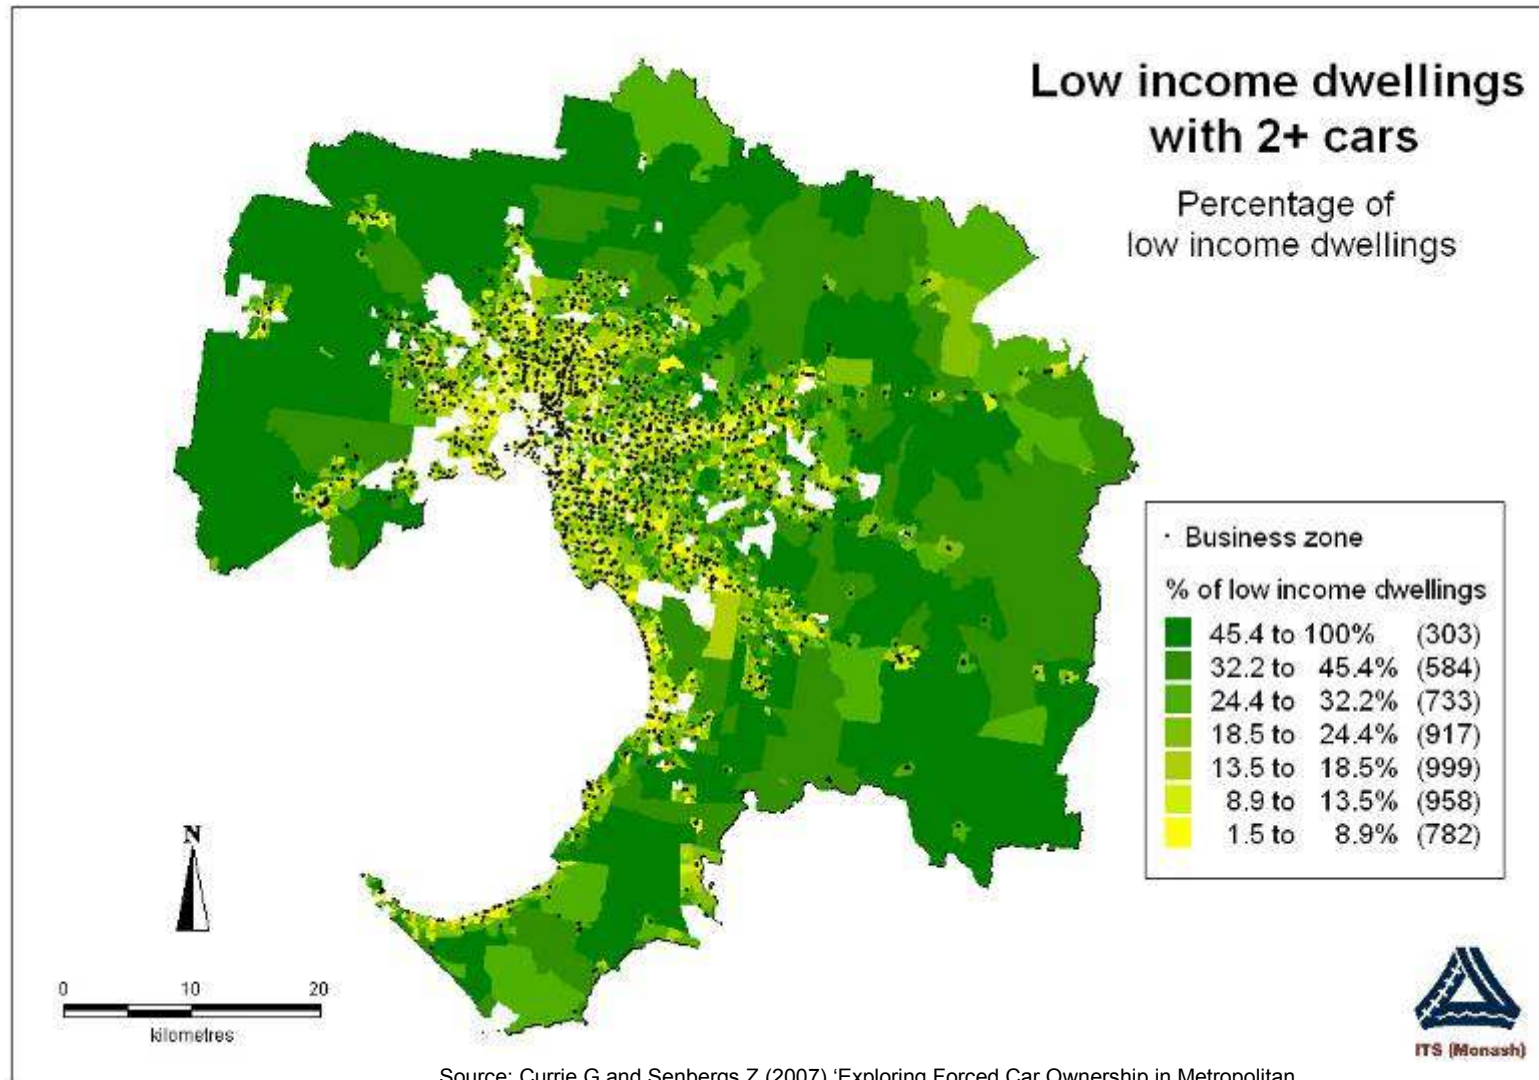 Low income dwellings
with 2+ cars
Percentage of
low income dwellings
· Business zone
% of low income dwellings
45.4 to 100% (303)
32.2 to 45.4% (584)
24.4 to 32.2% (733)
18.5 to 24.4% (917)
13.5 to 18.5% (999)
8.9 to 13.5% (958)
1.5 to 8.9% (782)
N
0 10 20
kilometres
ITS (Monash)
Source: Currie G and Senbergs Z (2007) ‘Exploring Forced Car Ownership in Metropolitan